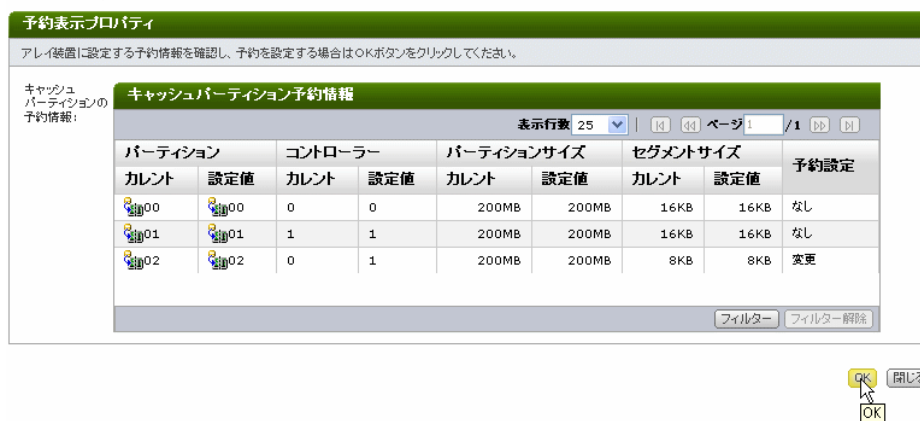 予約表示プロパティ
アレイ装置に設定する予約情報を確認し、予約を設定する場合はOKボタンをクリックしてください。
キャッシュ
パーティションの
予約情報:
キャッシュパーティション予約情報
表示行数 25 | ページ 1 /1
パーティション コントローラー パーティションサイズ セグメントサイズ 予約設定
カレント 設定値 カレント 設定値 カレント 設定値 カレント 設定値
00 00 0 0 200MB 200MB 16KB 16KB なし
01 01 1 1 200MB 200MB 16KB 16KB なし
02 02 0 1 200MB 200MB 8KB 8KB 変更
フィルター フィルター解除
OK 閉じる
OK